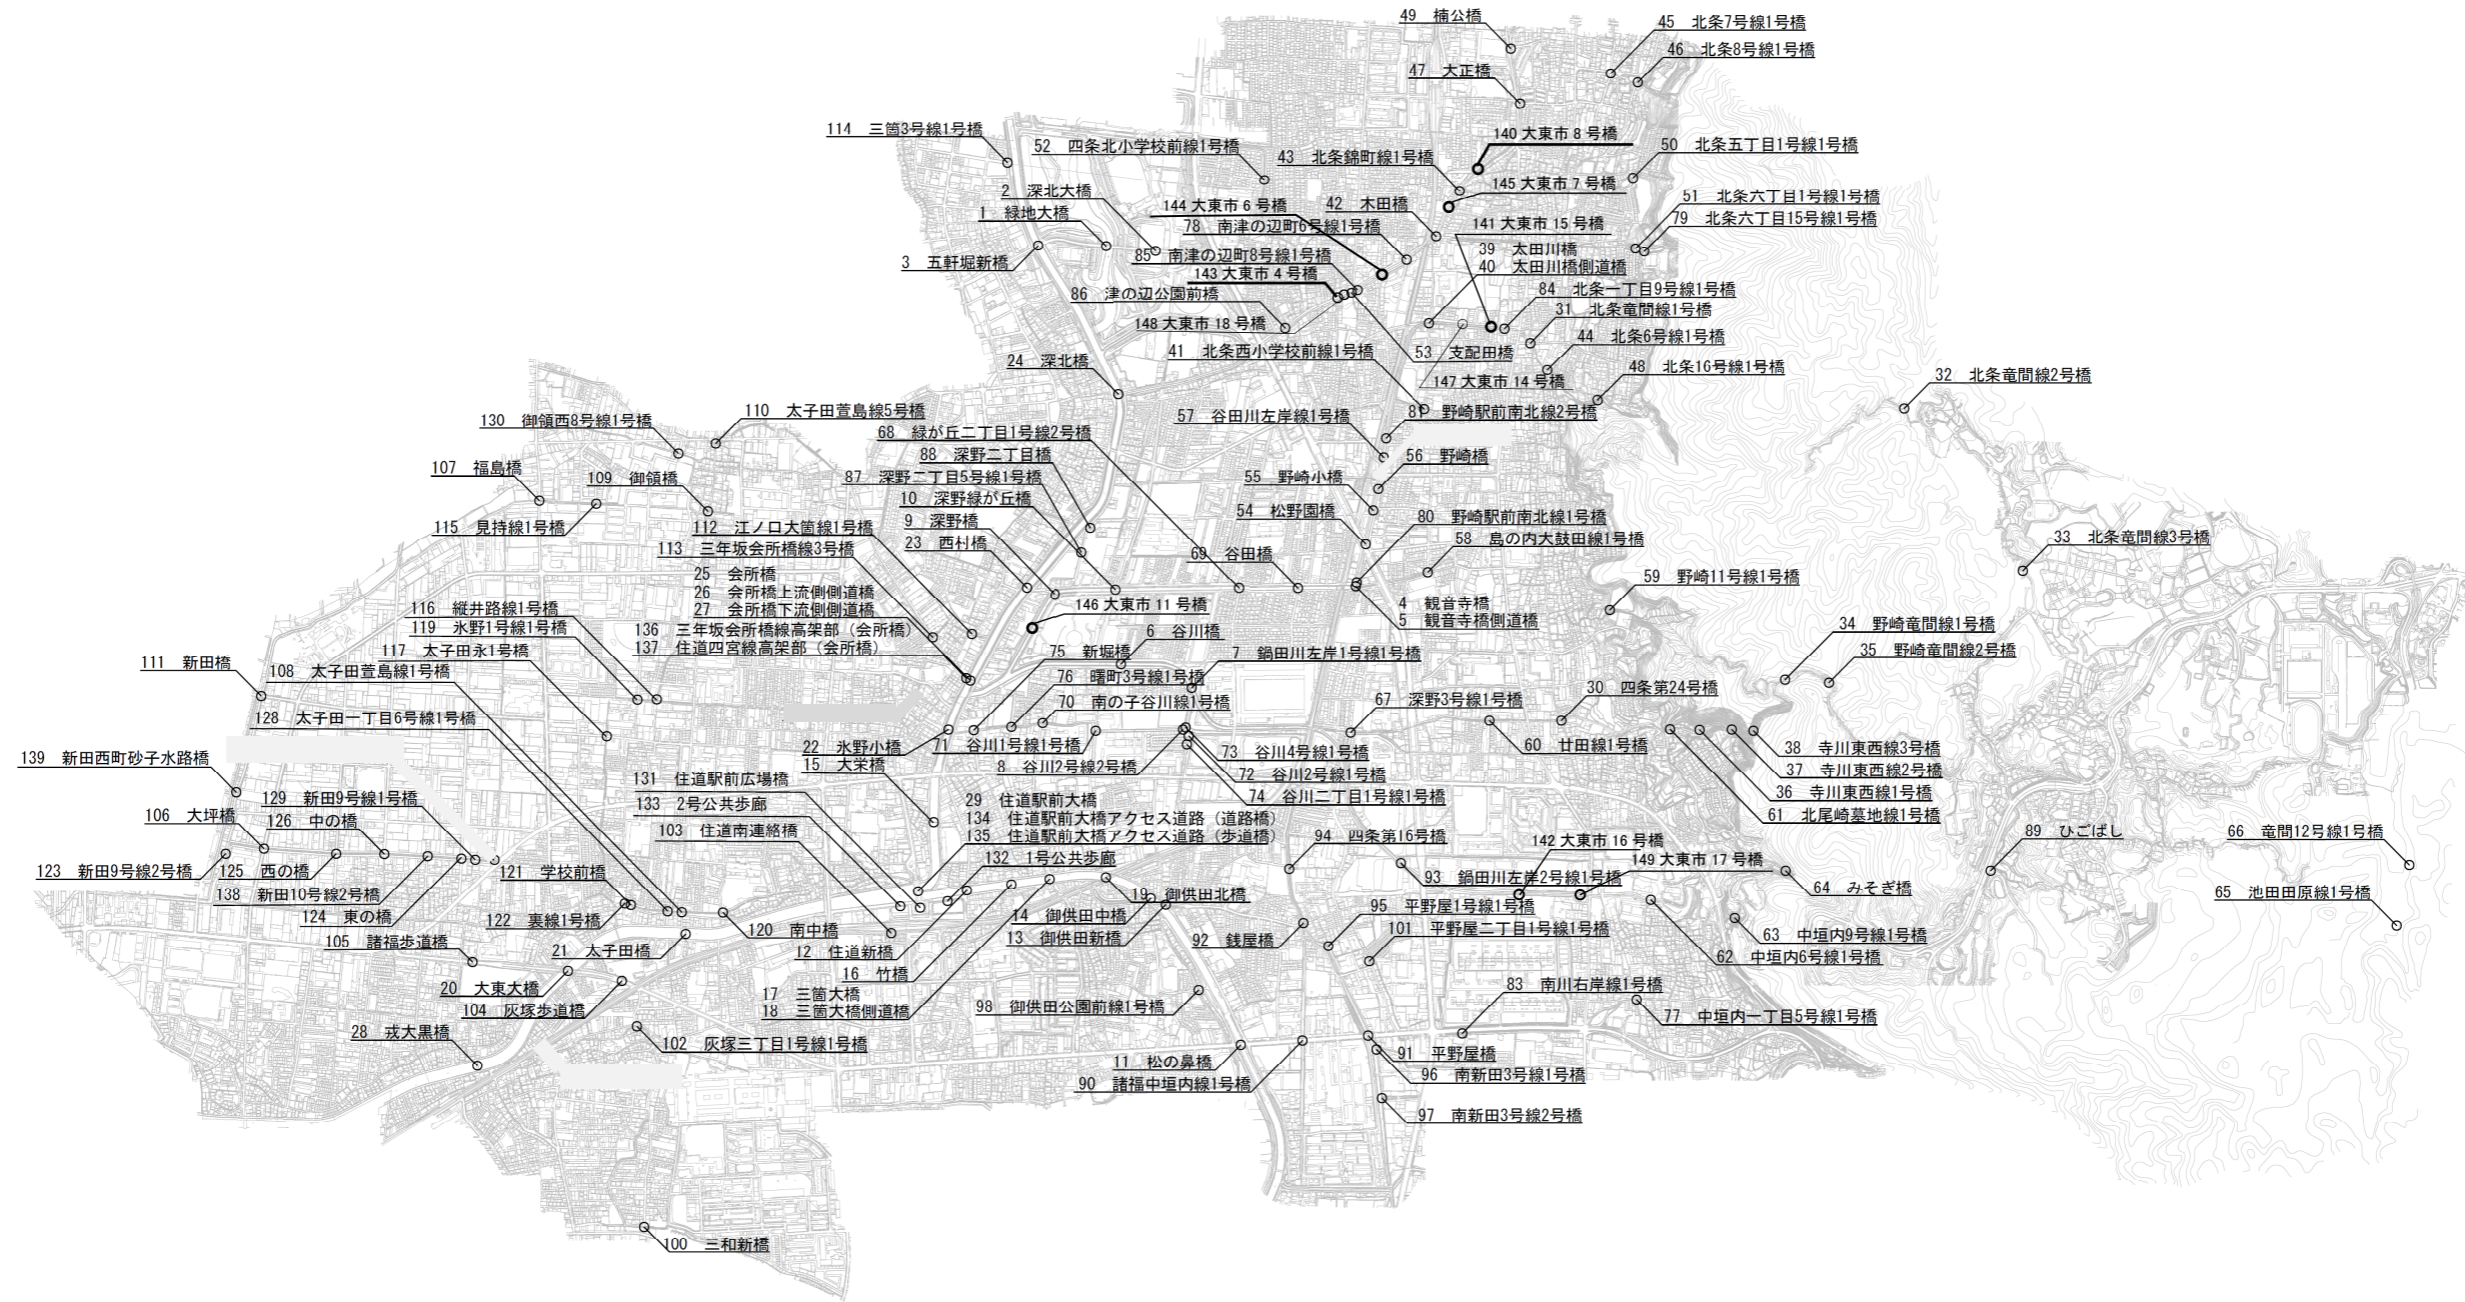 49　楠公橋
45　北条7号線1号橋
46　北条8号線1号橋
47　大正橋
114　三箇3号線1号橋
140 大東市 8 号橋
52　四条北小学校前線1号橋
43　北条錦町線1号橋
50　北条五丁目1号線1号橋
2　深北大橋
145 大東市 7 号橋
51　北条六丁目1号線1号橋
144 大東市 6 号橋
42　木田橋
1　緑地大橋
79　北条六丁目15号線1号橋
78　南津の辺町6号線1号橋
141 大東市 15 号橋
39　太田川橋
3　五軒堀新橋
85　南津の辺町8号線1号橋
40　太田川橋側道橋
143 大東市 4 号橋
86　津の辺公園前橋
84　北条一丁目9号線1号橋
31　北条竜間線1号橋
148 大東市 18 号橋
44　北条6号線1号橋
41　北条西小学校前線1号橋
53　支配田橋
24　深北橋
48　北条16号線1号橋
147 大東市 14 号橋
32　北条竜間線2号橋
110　太子田萱島線5号橋
81　野崎駅前南北線2号橋
130　御領西8号線1号橋
57　谷田川左岸線1号橋
68　緑が丘二丁目1号線2号橋
88　深野二丁目橋
56　野崎橋
107　福島橋
109　御領橋
87　深野二丁目5号線1号橋
55　野崎小橋
10　深野緑が丘橋
54　松野園橋
80　野崎駅前南北線1号橋
115　見持線1号橋
112　江ノ口大箇線1号橋
9　深野橋
58　島の内大鼓田線1号橋
33　北条竜間線3号橋
23　西村橋
113　三年坂会所橋線3号橋
69　谷田橋
25　会所橋
59　野崎11号線1号橋
26　会所橋上流側側道橋
27　会所橋下流側側道橋
146 大東市 11 号橋
4　観音寺橋
5　観音寺橋側道橋
116　縦井路線1号橋
119　氷野1号線1号橋
136　三年坂会所橋線高架部（会所橋）
137　住道四宮線高架部（会所橋）
6　谷川橋
34　野崎竜間線1号橋
117　太子田永1号橋
75　新堀橋
7　鍋田川左岸1号線1号橋
35　野崎竜間線2号橋
111　新田橋
108　太子田萱島線1号橋
76　曙町3号線1号橋
30　四条第24号橋
70　南の子谷川線1号橋
67　深野3号線1号橋
128　太子田一丁目6号線1号橋
22　氷野小橋
71　谷川1号線1号橋
60　廿田線1号橋
38　寺川東西線3号橋
73　谷川4号線1号橋
139　新田西町砂子水路橋
15　大栄橋
8　谷川2号線2号橋
37　寺川東西線2号橋
131　住道駅前広場橋
72　谷川2号線1号橋
36　寺川東西線1号橋
129　新田9号線1号橋
133　2号公共歩廊
29　住道駅前大橋
74　谷川二丁目1号線1号橋
61　北尾崎墓地線1号橋
106　大坪橋
126　中の橋
103　住道南連絡橋
134　住道駅前大橋アクセス道路（道路橋）
135　住道駅前大橋アクセス道路（歩道橋）
94　四条第16号橋
142 大東市 16 号橋
89　ひごばし
66　竜間12号線1号橋
132　1号公共歩廊
149 大東市 17 号橋
123　新田9号線2号橋
125　西の橋
121　学校前橋
93　鍋田川左岸2号線1号橋
64　みそぎ橋
138　新田10号線2号橋
19　御供田北橋
65　池田田原線1号橋
124　東の橋
122　裏線1号橋
14　御供田中橋
95　平野屋1号線1号橋
120　南中橋
13　御供田新橋
92　銭屋橋
101　平野屋二丁目1号線1号橋
63　中垣内9号線1号橋
105　諸福歩道橋
21　太子田橋
12　住道新橋
62　中垣内6号線1号橋
16　竹橋
20　大東大橋
17　三箇大橋
18　三箇大橋側道橋
98　御供田公園前線1号橋
83　南川右岸線1号橋
104　灰塚歩道橋
77　中垣内一丁目5号線1号橋
28　戎大黒橋
102　灰塚三丁目1号線1号橋
11　松の鼻橋
91　平野屋橋
90　諸福中垣内線1号橋
96　南新田3号線1号橋
97　南新田3号線2号橋
100　三和新橋